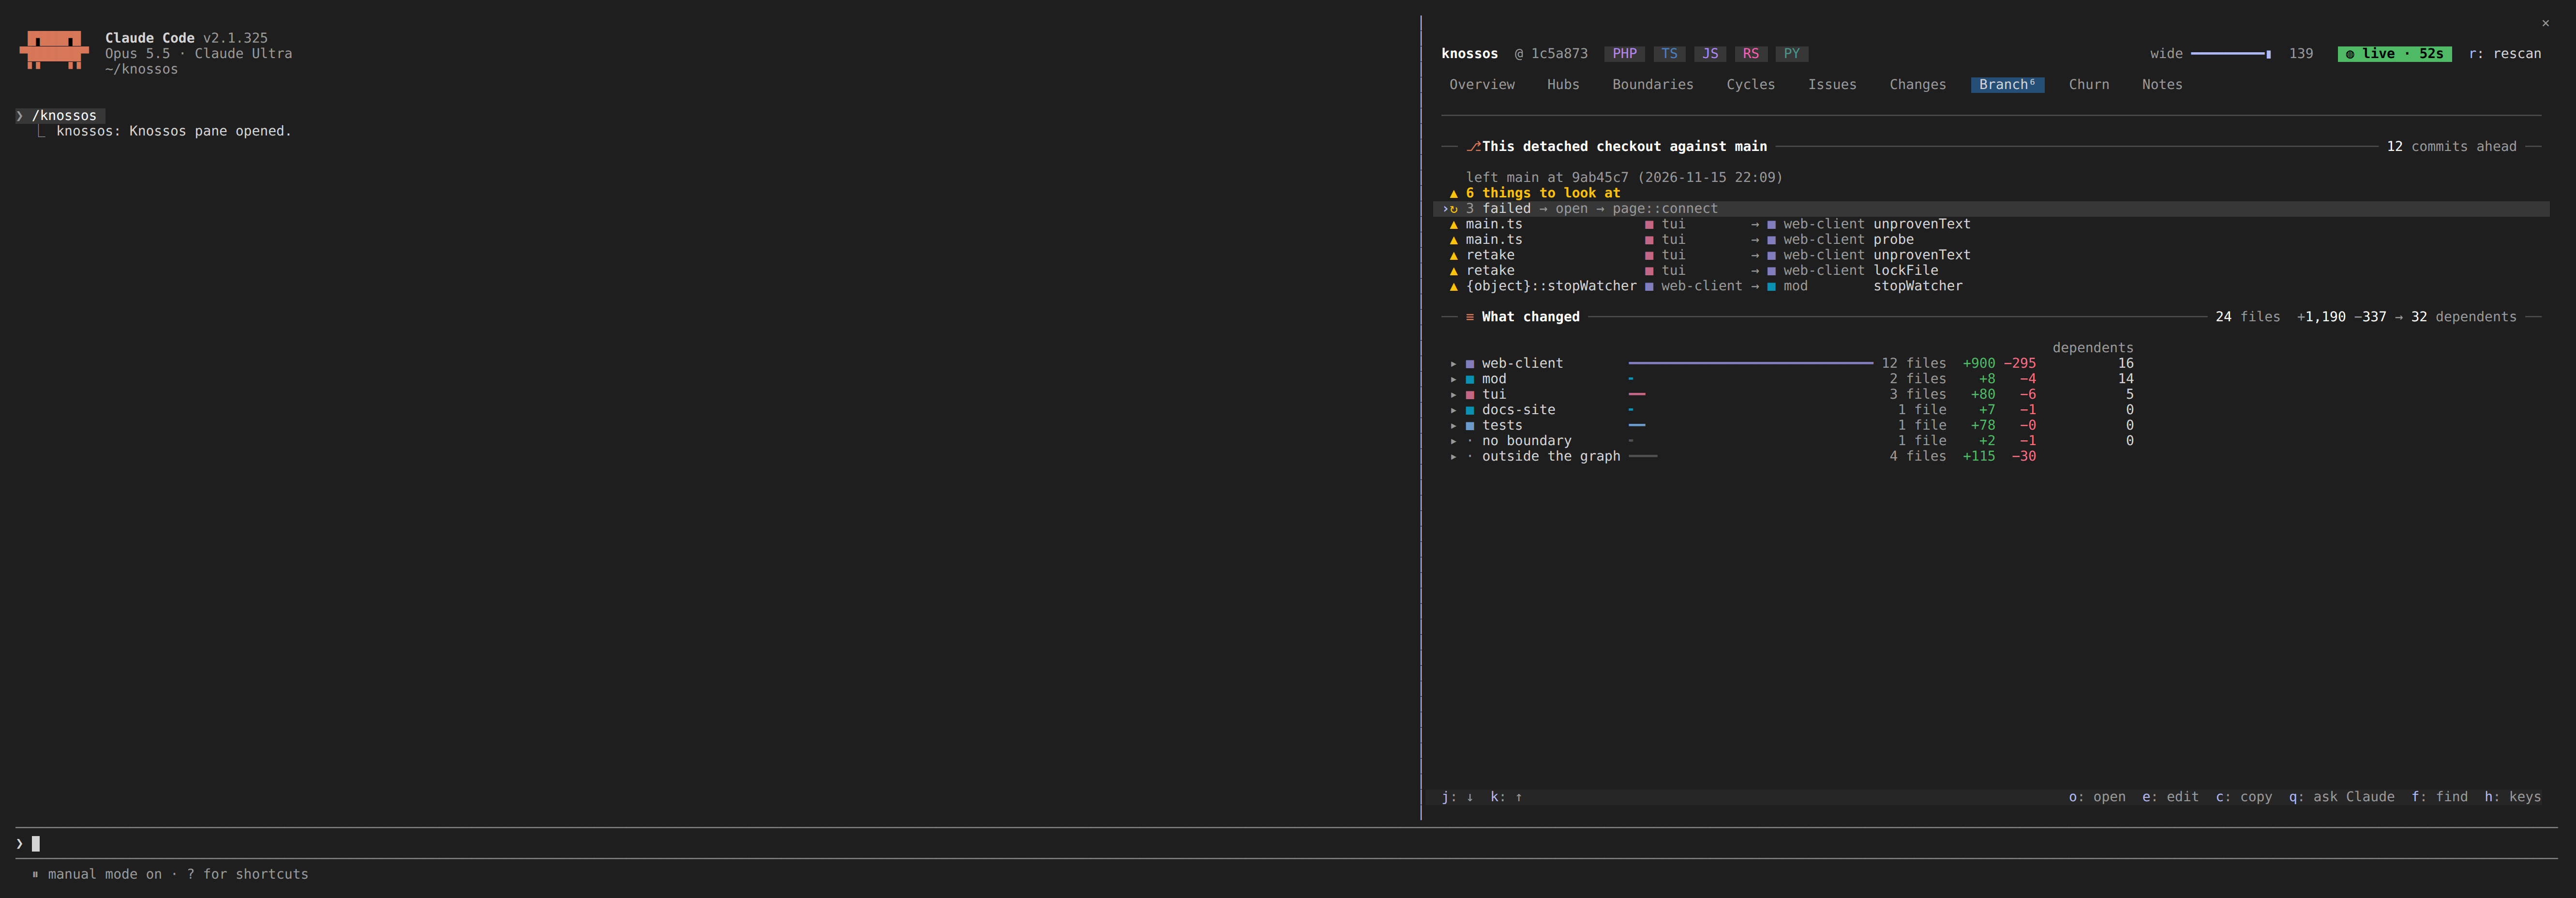 Claude Code v2.1.325
Opus 5.5 · Claude Ultra
~/knossos
❯ /knossos
⎿ knossos: Knossos pane opened.
×
knossos @ 1c5a873 PHP TS JS RS PY wide 139 ◍ live · 52s r: rescan
Overview Hubs Boundaries Cycles Issues Changes Branch⁶ Churn Notes
⎇This detached checkout against main 12 commits ahead
left main at 9ab45c7 (2026-11-15 22:09)
▲ 6 things to look at
›↻ 3 failed → open → page::connect
▲ main.ts ■ tui → ■ web-client unprovenText
▲ main.ts ■ tui → ■ web-client probe
▲ retake ■ tui → ■ web-client unprovenText
▲ retake ■ tui → ■ web-client lockFile
▲ {object}::stopWatcher ■ web-client → ■ mod stopWatcher
≡ What changed 24 files +1,190 −337 → 32 dependents
dependents
▸ ■ web-client 12 files +900 −295 16
▸ ■ mod 2 files +8 −4 14
▸ ■ tui 3 files +80 −6 5
▸ ■ docs-site 1 file +7 −1 0
▸ ■ tests 1 file +78 −0 0
▸ · no boundary 1 file +2 −1 0
▸ · outside the graph 4 files +115 −30
j: ↓ k: ↑ o: open e: edit c: copy q: ask Claude f: find h: keys
❯
⏸ manual mode on · ? for shortcuts